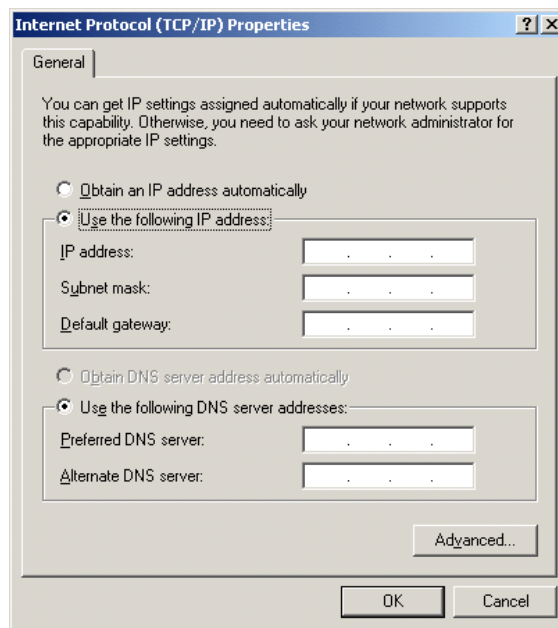 Internet Protocol (TCP/IP) Properties
General
You can get IP settings assigned automatically if your network supports
this capability. Otherwise, you need to ask your network administrator for
the appropriate IP settings.
Obtain an IP address automatically
Use the following IP address:
IP address:
Subnet mask:
Default gateway:
Obtain DNS server address automatically
Use the following DNS server addresses:
Preferred DNS server:
Alternate DNS server:
Advanced...
OK Cancel